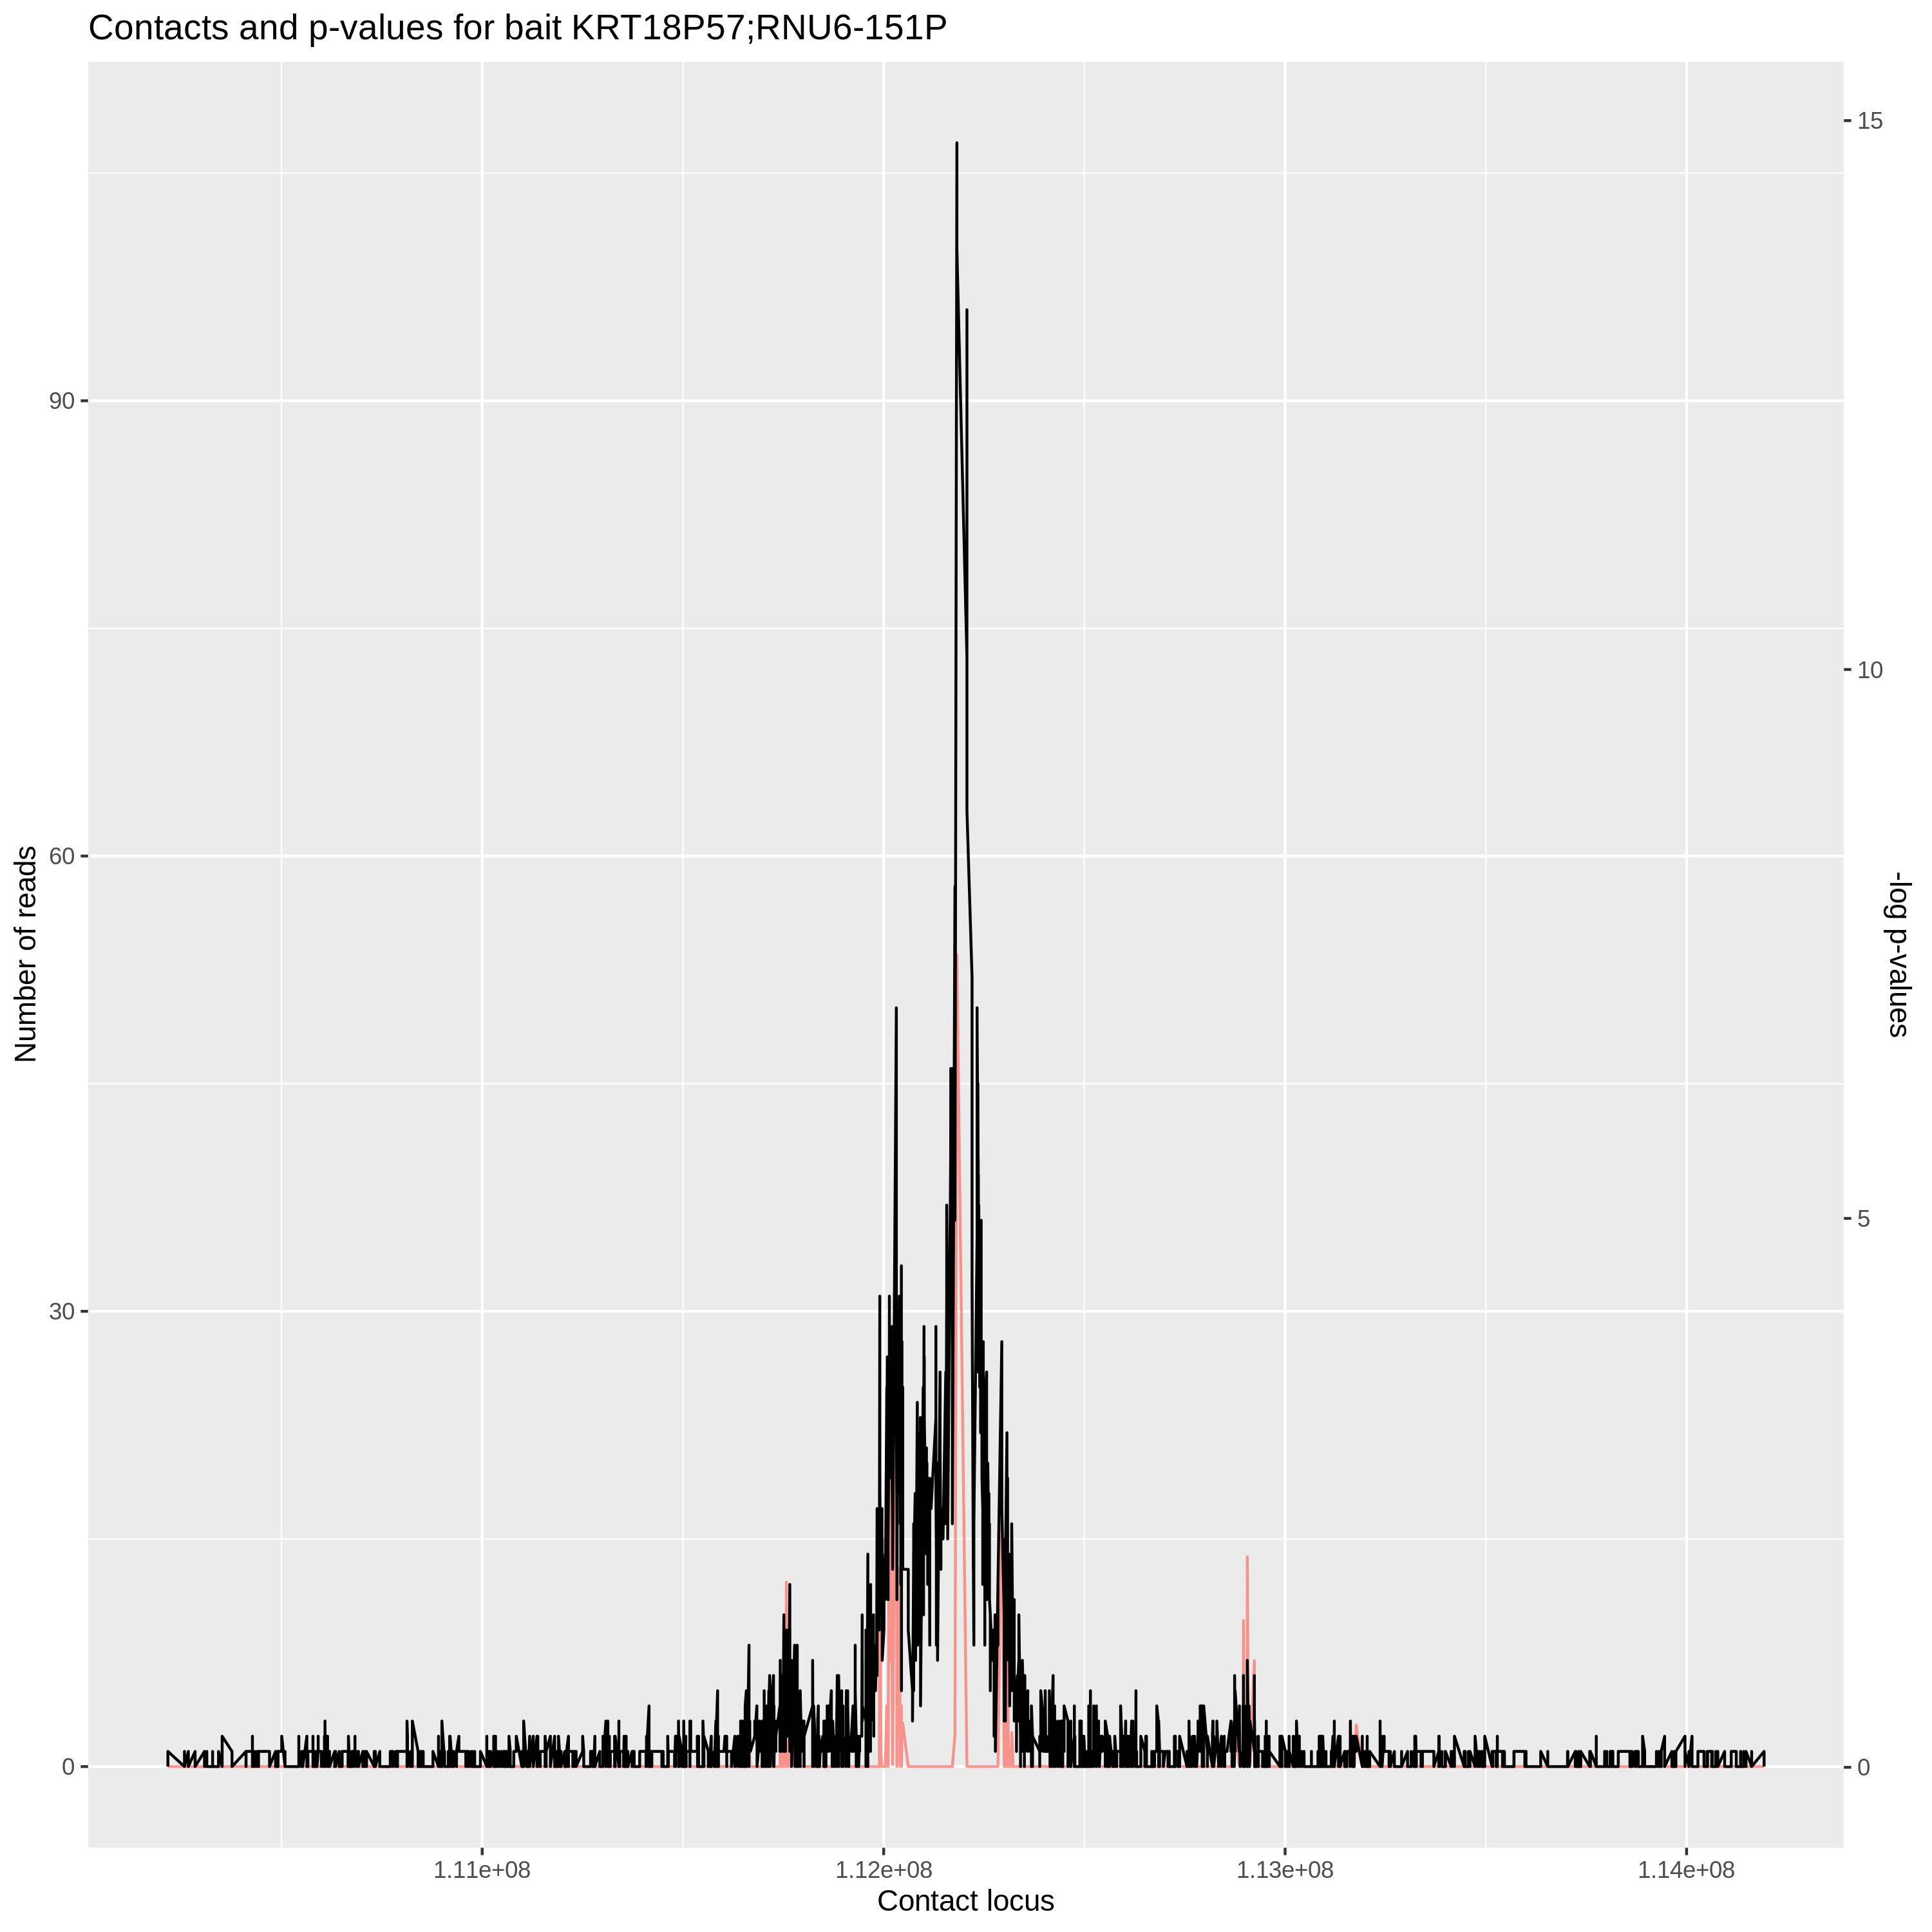 Contacts and p-values for bait KRT18P57;RNU6-151P
15
90
10
60
Number of reads
-log p-values
5
30
0
0
1.11e+08
1.12e+08
1.13e+08
1.14e+08
Contact locus